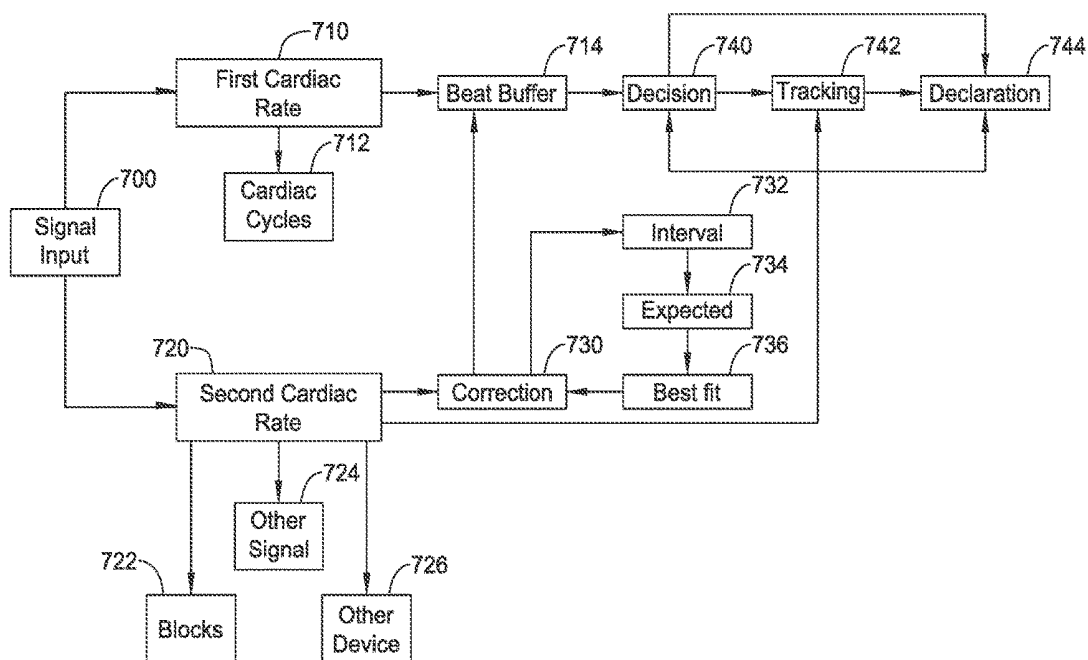 710
First Cardiac
Rate
714
Beat Buffer
740
Decision
742
Tracking
744
Declaration
712
Cardiac
Cycles
700
Signal
Input
732
Interval
734
Expected
720
Second Cardiac
Rate
730
Correction
736
Best fit
724
Other
Signal
722
Blocks
726
Other
Device